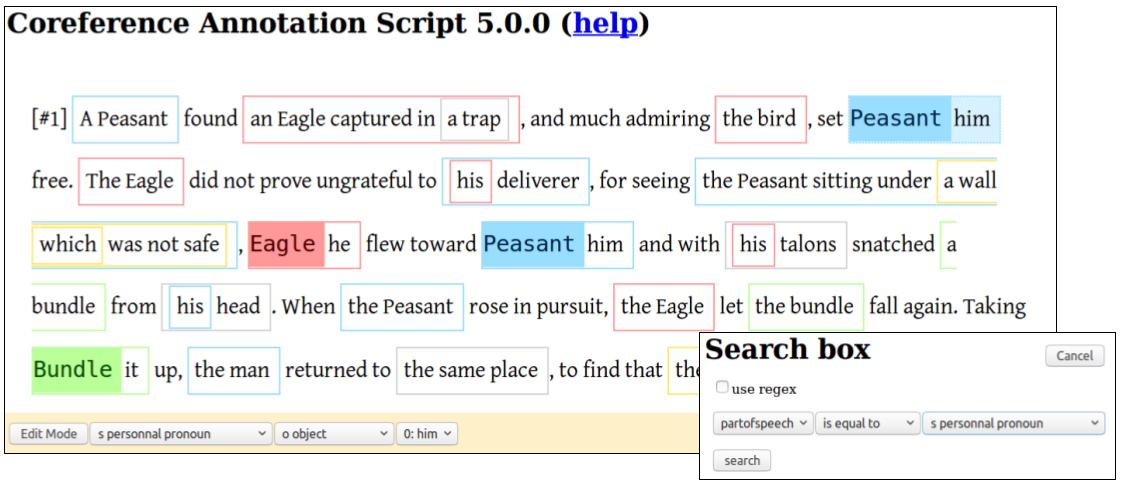 Coreference Annotation Script 5.0.0 (help)
[#1] A Peasant found an Eagle captured in a trap , and much admiring the bird , set Peasant him
free. The Eagle did not prove ungrateful to his deliverer , for seeing the Peasant sitting under a wall
which was not safe , Eagle he flew toward Peasant him and with his talons snatched a
bundle from his head . When the Peasant rose in pursuit, the Eagle let the bundle fall again. Taking
Bundle it up, the man returned to the same place , to find that the
Edit Mode s personnal pronoun o object 0: him
Search box Cancel
use regex
partofspeech is equal to s personnal pronoun
search